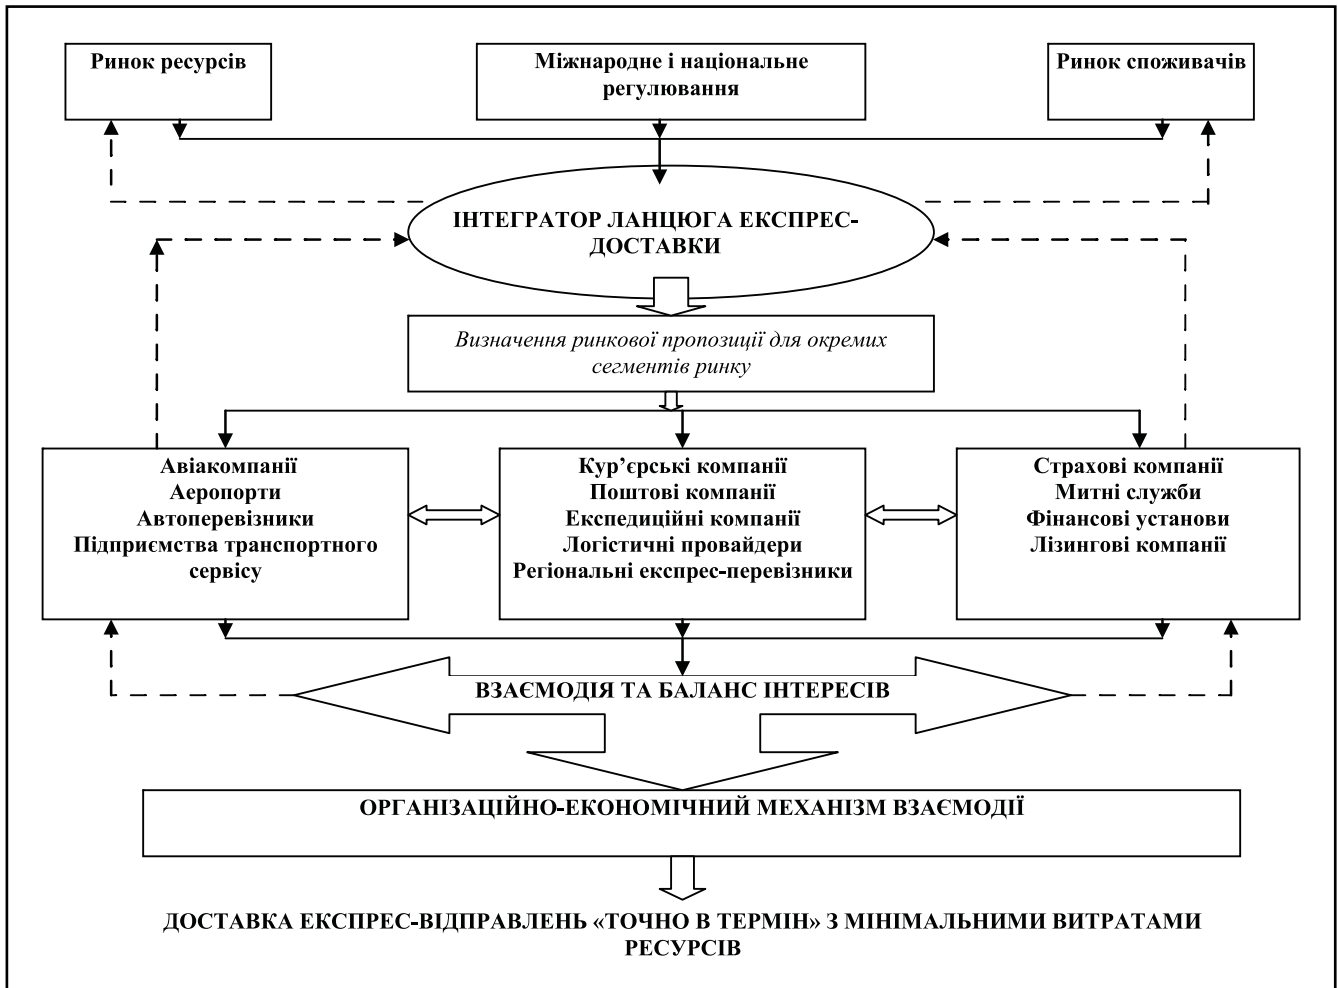 Ринок ресурсів
Міжнародне і національне
регулювання
Ринок споживачів
ІНТЕГРАТОР ЛАНЦЮГА ЕКСПРЕС-
ДОСТАВКИ
Визначення ринкової пропозиції для окремих
сегментів ринку
Авіакомпанії
Аеропорти
Автоперевізники
Підприємства транспортного
сервісу
Кур’єрські компанії
Поштові компанії
Експедиційні компанії
Логістичні провайдери
Регіональні експрес-перевізники
Страхові компанії
Митні служби
Фінансові установи
Лізингові компанії
ВЗАЄМОДІЯ ТА БАЛАНС ІНТЕРЕСІВ
ОРГАНІЗАЦІЙНО-ЕКОНОМІЧНИЙ МЕХАНІЗМ ВЗАЄМОДІЇ
ДОСТАВКА ЕКСПРЕС-ВІДПРАВЛЕНЬ «ТОЧНО В ТЕРМІН» З МІНІМАЛЬНИМИ ВИТРАТАМИ
РЕСУРСІВ